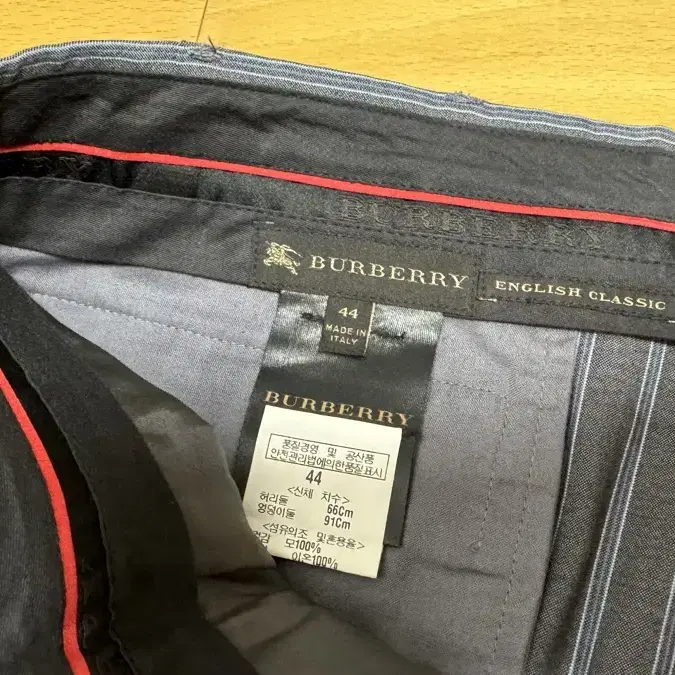 BURBERRY
BURBERRY
ENGLISH CLASSIC
44
MADE IN
ITALY
BURBERRY
품질경영 및 공산품
안전관리법에의한품질표시
44
<신체 치수>
허리둘 66Cm
엉덩이둘 91Cm
<섬유의조 및혼용율>
모100%